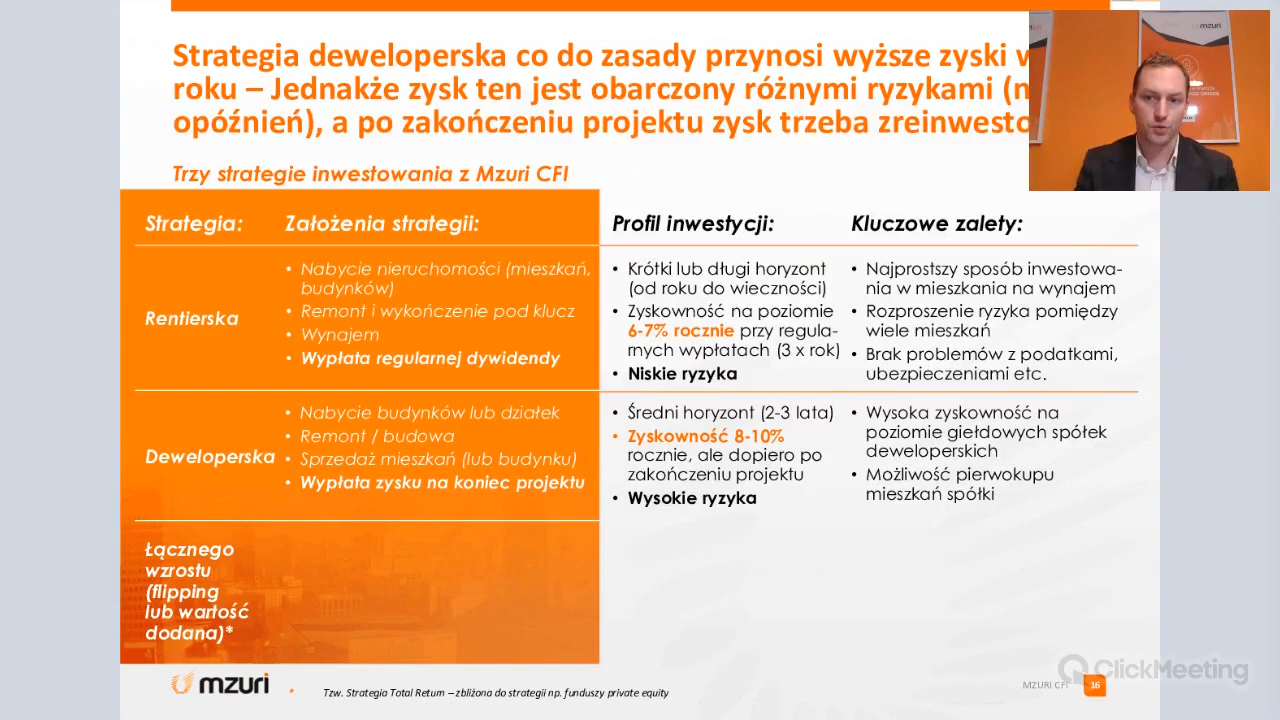 Strategia deweloperska co do zasady przynosi wyższe zyski
roku – Jednakże zysk ten jest obarczony różnymi ryzykami
opóźnień), a po zakończeniu projektu zysk trzeba
Trzy strategie inwestowania z Mzuri CFI
Strategia: Założenia strategii: Profil inwestycji: Kluczowe zalety:
Rentierska
• Nabycie nieruchomości (mieszkań,
budynków)
• Remont i wykończenie pod klucz
• Wynajem
• Wypłata regularnej dywidendy
• Krótki lub długi horyzont
(od roku do wieczności)
• Zyskowność na poziomie
6-7% rocznie przy regula-
rnych wypłatach (3 x rok)
• Niskie ryzyka
• Najprostszy sposób inwestowa-
nia w mieszkania na wynajem
• Rozproszenie ryzyka pomiędzy
wiele mieszkań
• Brak problemów z podatkami,
ubezpieczeniami etc.
Deweloperska
• Nabycie budynków lub działek
• Remont / budowa
• Sprzedaż mieszkań (lub budynku)
• Wypłata zysku na koniec projektu
• Średni horyzont (2-3 lata)
• Zyskowność 8-10%
rocznie, ale dopiero po
zakończeniu projektu
• Wysokie ryzyka
• Wysoka zyskowność na
poziomie giełdowych spółek
deweloperskich
• Możliwość pierwokupu
mieszkań spółki
Łącznego
wzrostu
(flipping
lub wartość
dodana)*
mzuri
Tzw. Strategia Total Return – zbliżona do strategii np. funduszy private equity
MZURI CFI
16
ClickMeeting
mzuri